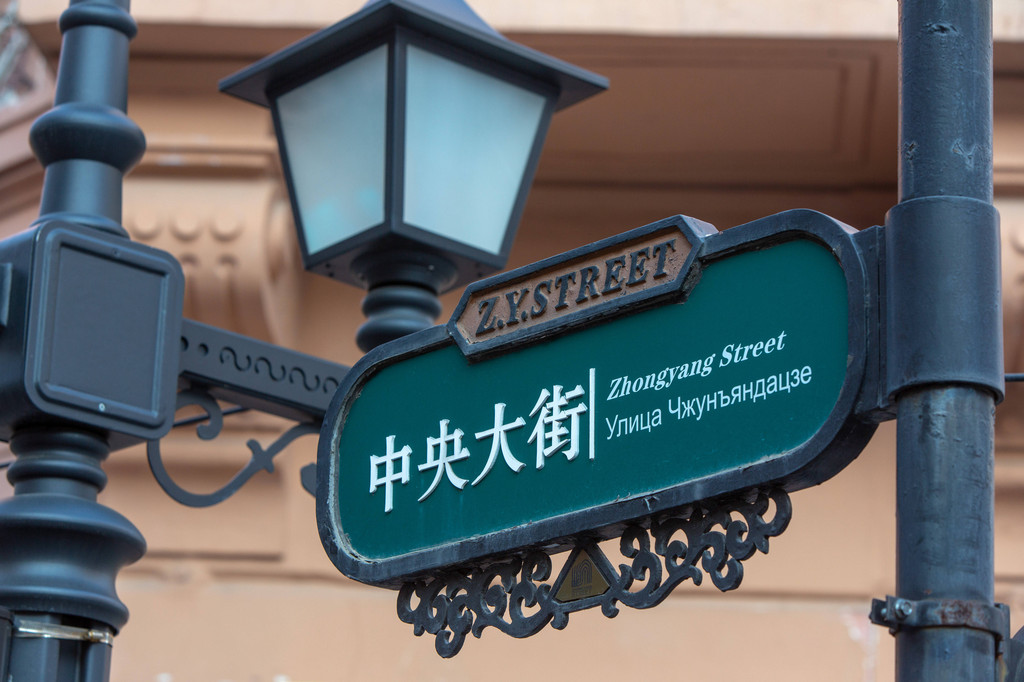 Z.Y.STREET
中央大街
Zhongyang Street
Улица Чжунъяндацзе